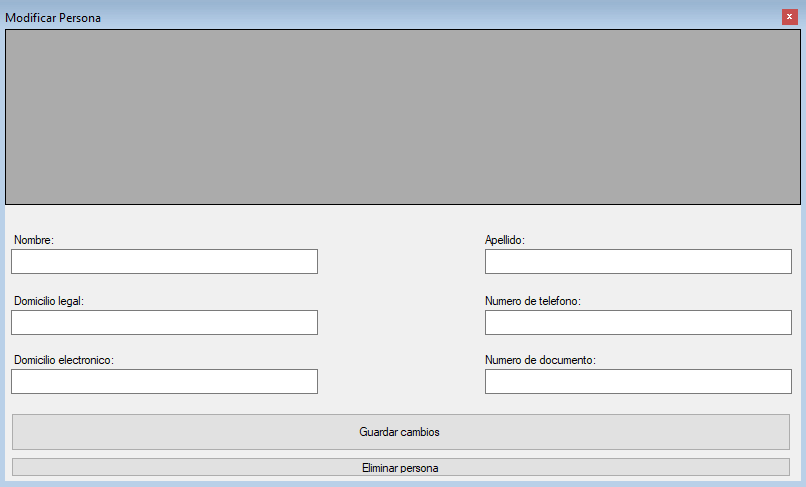 Modificar Persona
Nombre:
Apellido:
Domicilio legal:
Numero de telefono:
Domicilio electronico:
Numero de documento:
Guardar cambios
Eliminar persona